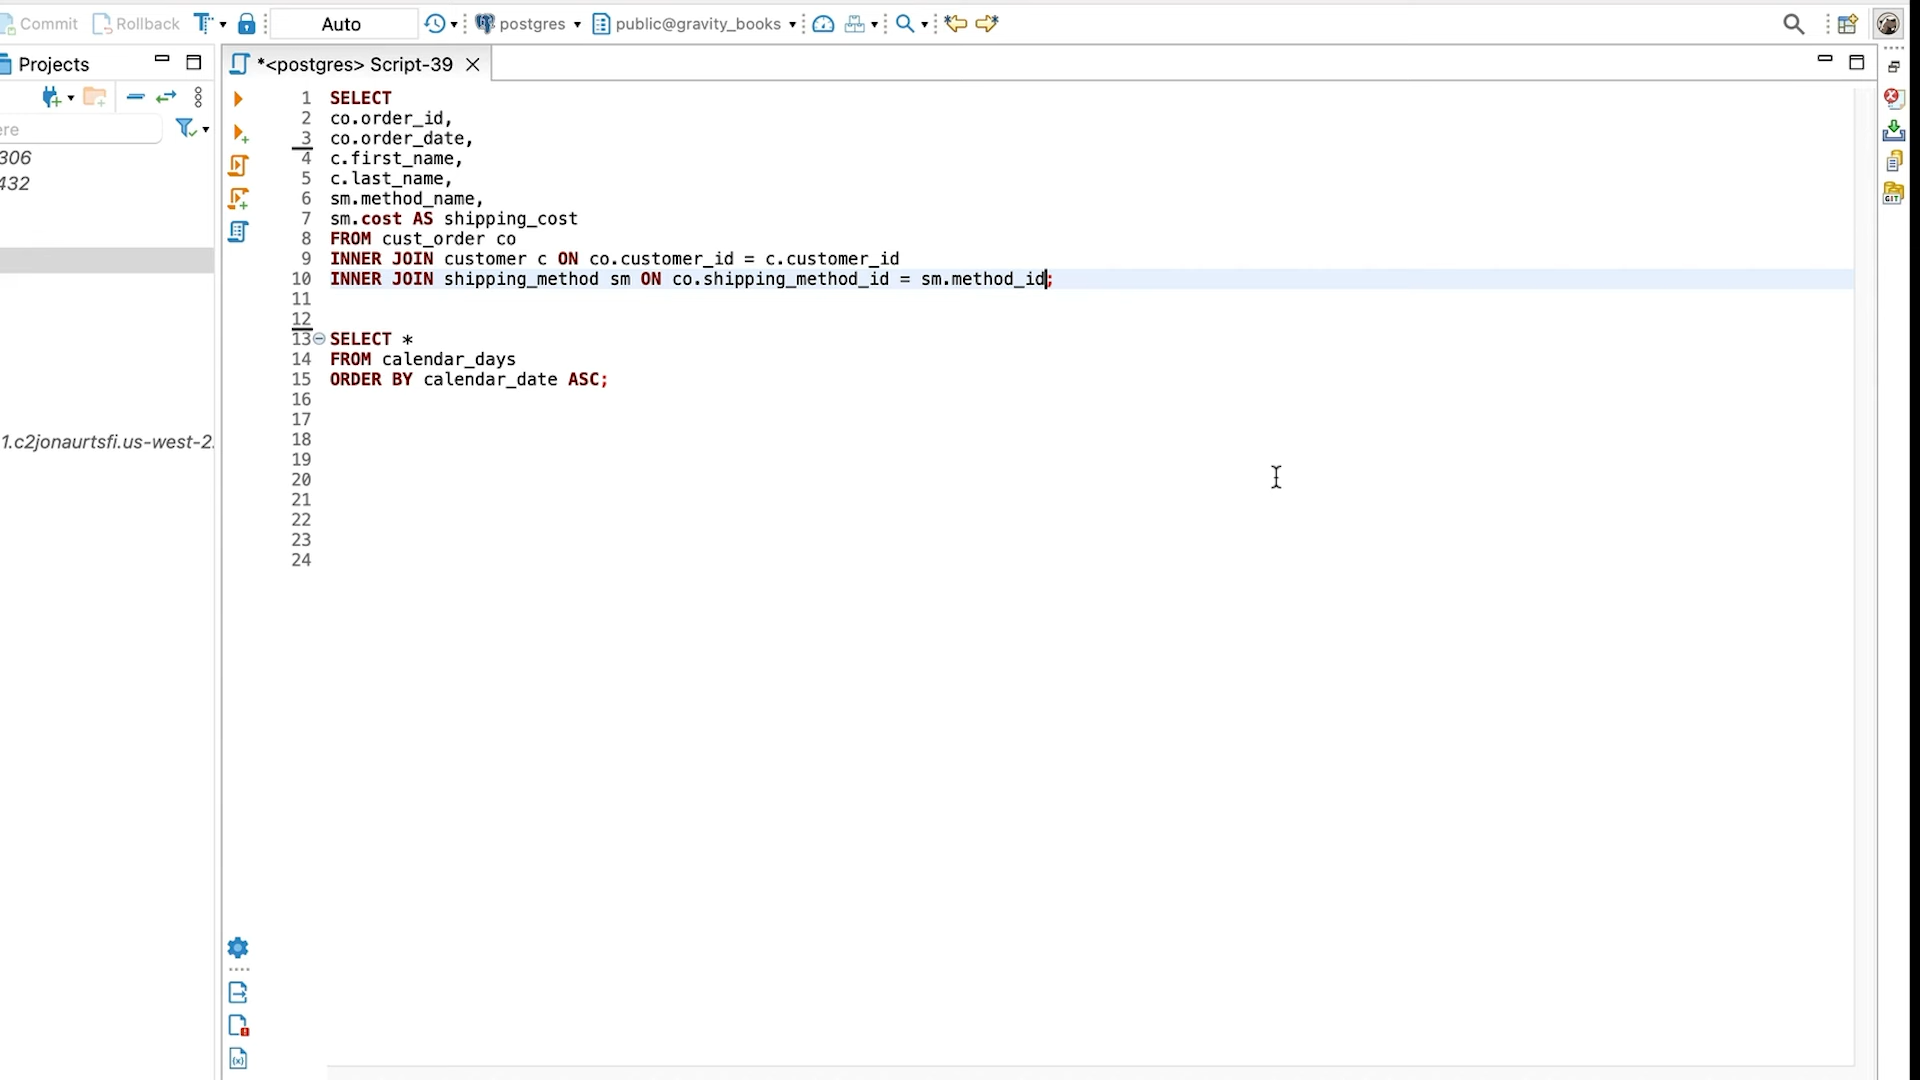 Commit Rollback Auto postgres public@gravity_books
Projects
*<postgres> Script-39
ere
306
432
1.c2jonaurtsfi.us-west-2.
1 SELECT
2 co.order_id,
3 co.order_date,
4 c.first_name,
5 c.last_name,
6 sm.method_name,
7 sm.cost AS shipping_cost
8 FROM cust_order co
9 INNER JOIN customer c ON co.customer_id = c.customer_id
10 INNER JOIN shipping_method sm ON co.shipping_method_id = sm.method_id;
11
12
13 SELECT *
14 FROM calendar_days
15 ORDER BY calendar_date ASC;
16
17
18
19
20
21
22
23
24
GIT